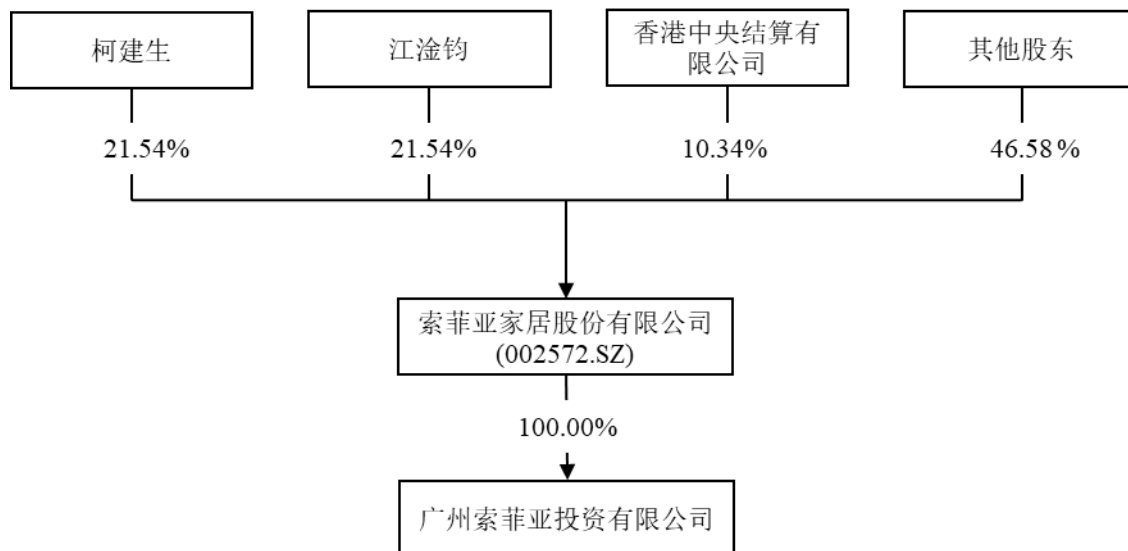 柯建生
江淦钧
香港中央结算有
限公司
其他股东
21.54%
21.54%
10.34%
46.58%
索菲亚家居股份有限公司
(002572.SZ)
100.00%
广州索菲亚投资有限公司